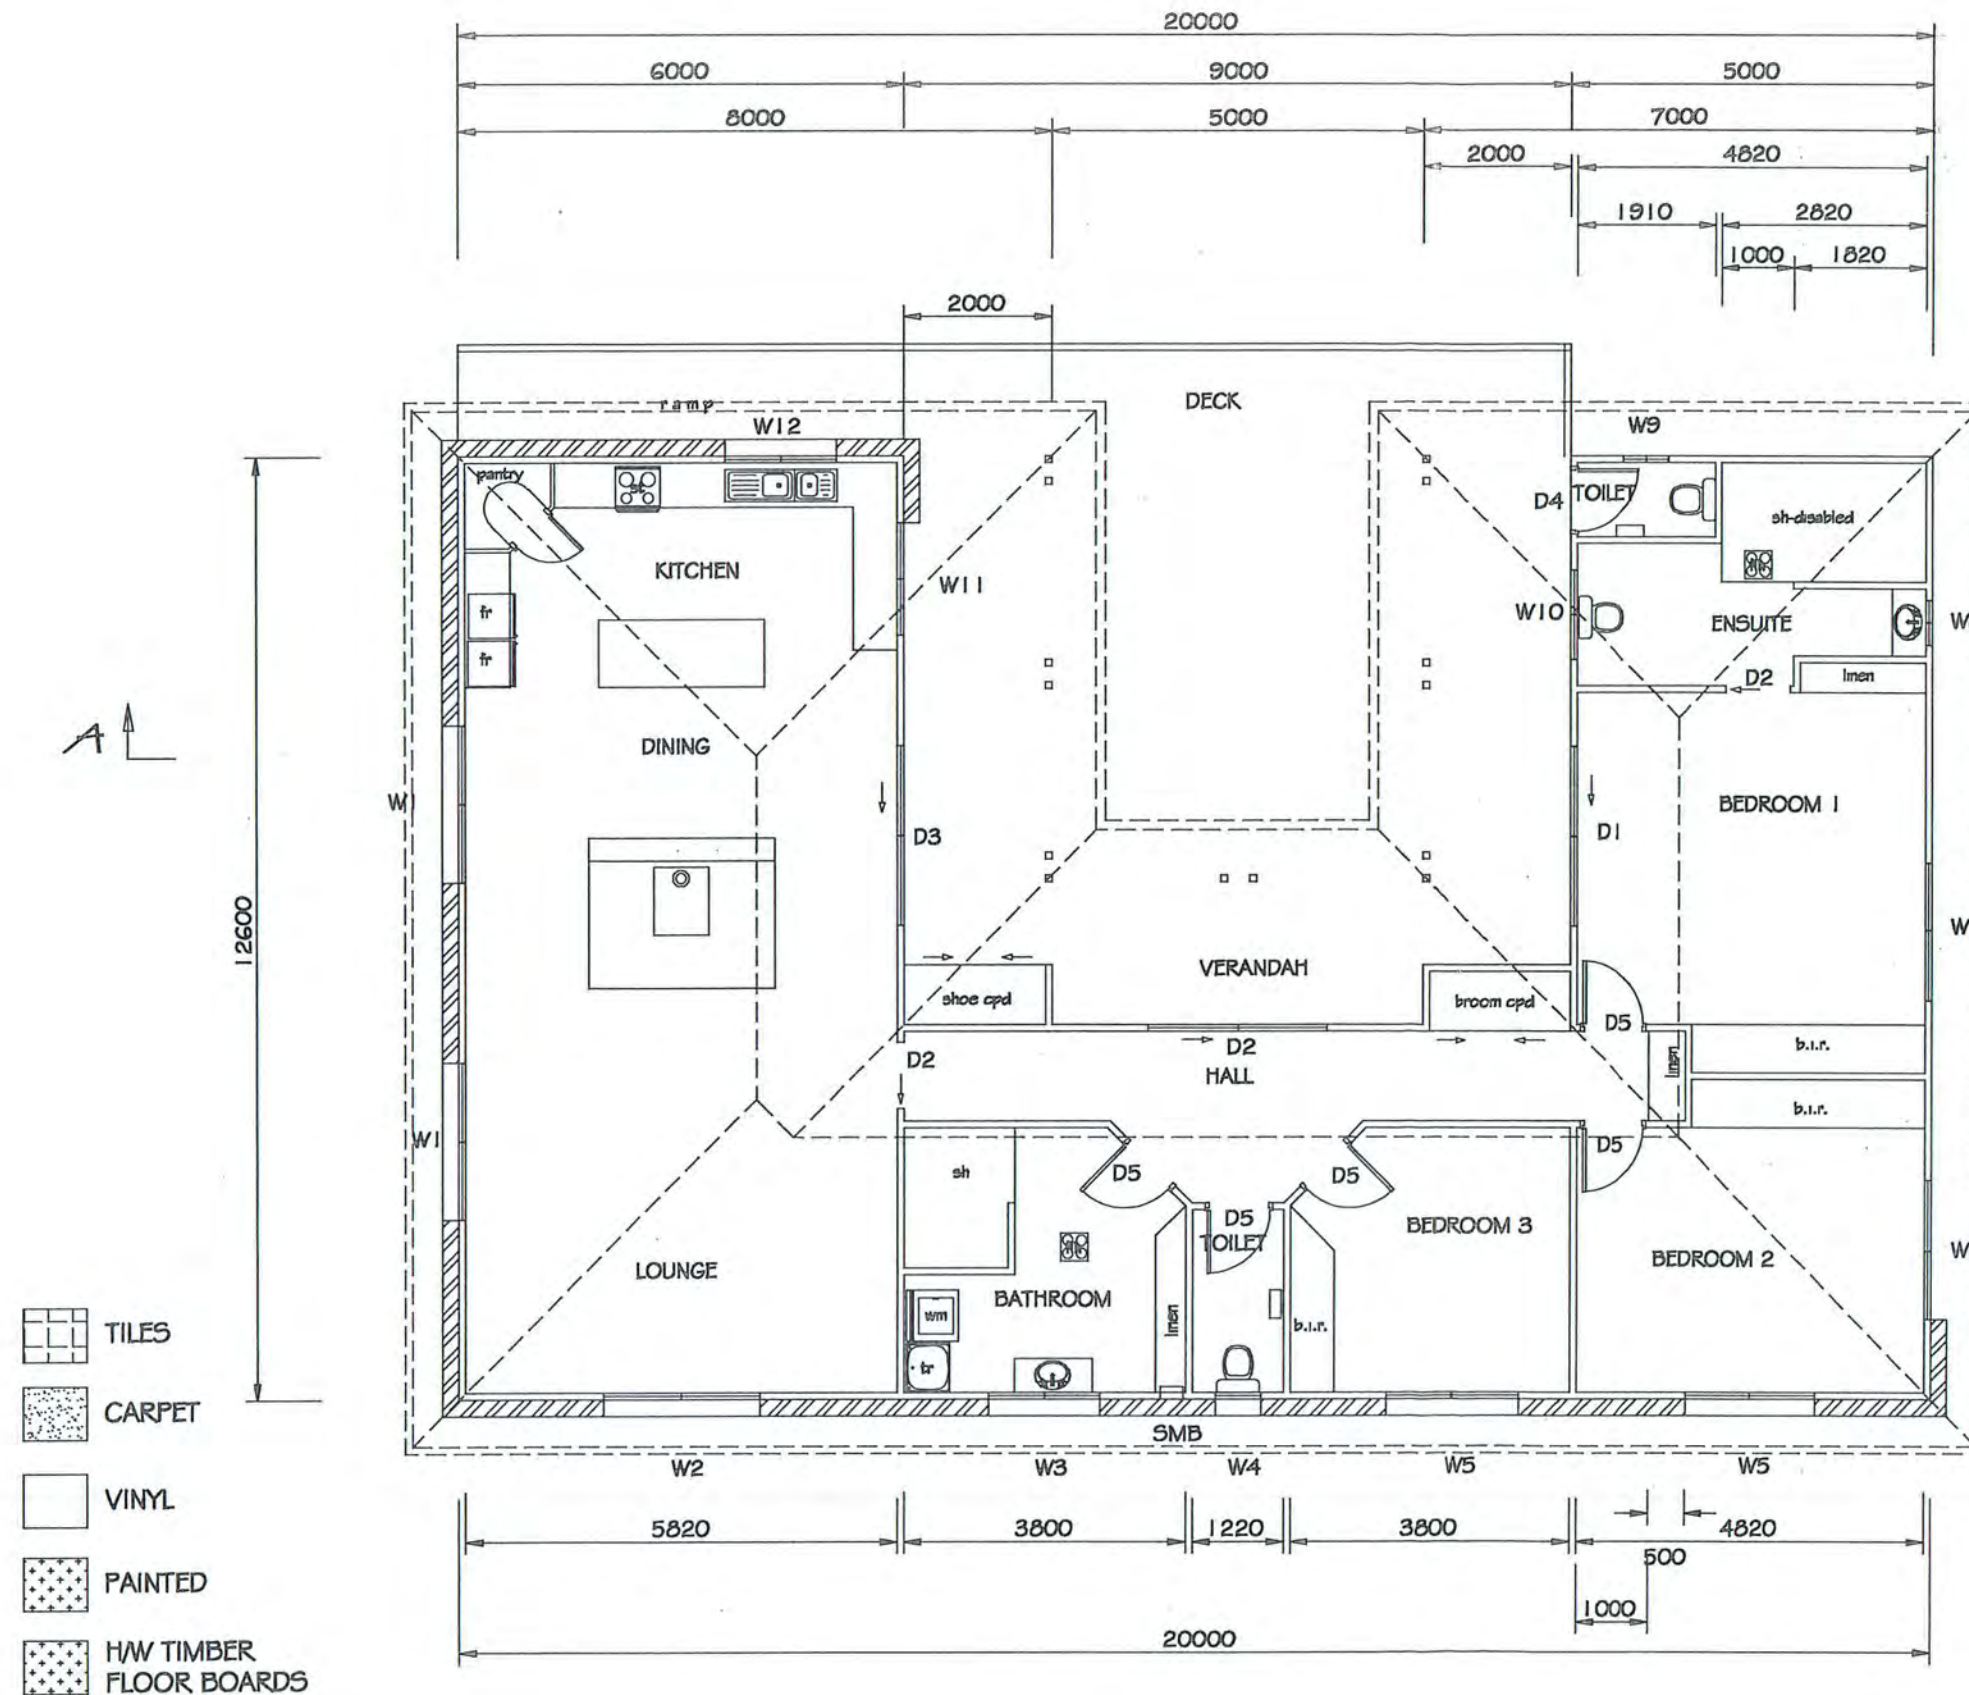 20000
6000 9000 5000
8000 5000 7000
2000 4820
1910 2820
1000 1820
2000
DECK
ramp
W12 W9
pantry
st
D4 TOILET
sh-disabled
KITCHEN
W11
W10
fr
ENSUITE
W
fr
D2 linen
A
DINING
W1
BEDROOM 1
D3
D1
12600
W
VERANDAH
shoe cpd
broom cpd
D5
D2
D2
HALL
linen
b.i.r.
b.i.r.
W1
D5
sh
D5
D5
D5
TOILET
BEDROOM 3
W
LOUNGE
BEDROOM 2
BATHROOM
wm
linen
b.i.r.
tr
TILES
CARPET
VINYL
PAINTED
H/W TIMBER
FLOOR BOARDS
SMB
W2 W3 W4 W5 W5
5820 3800 1220 3800 4820
500
1000
20000